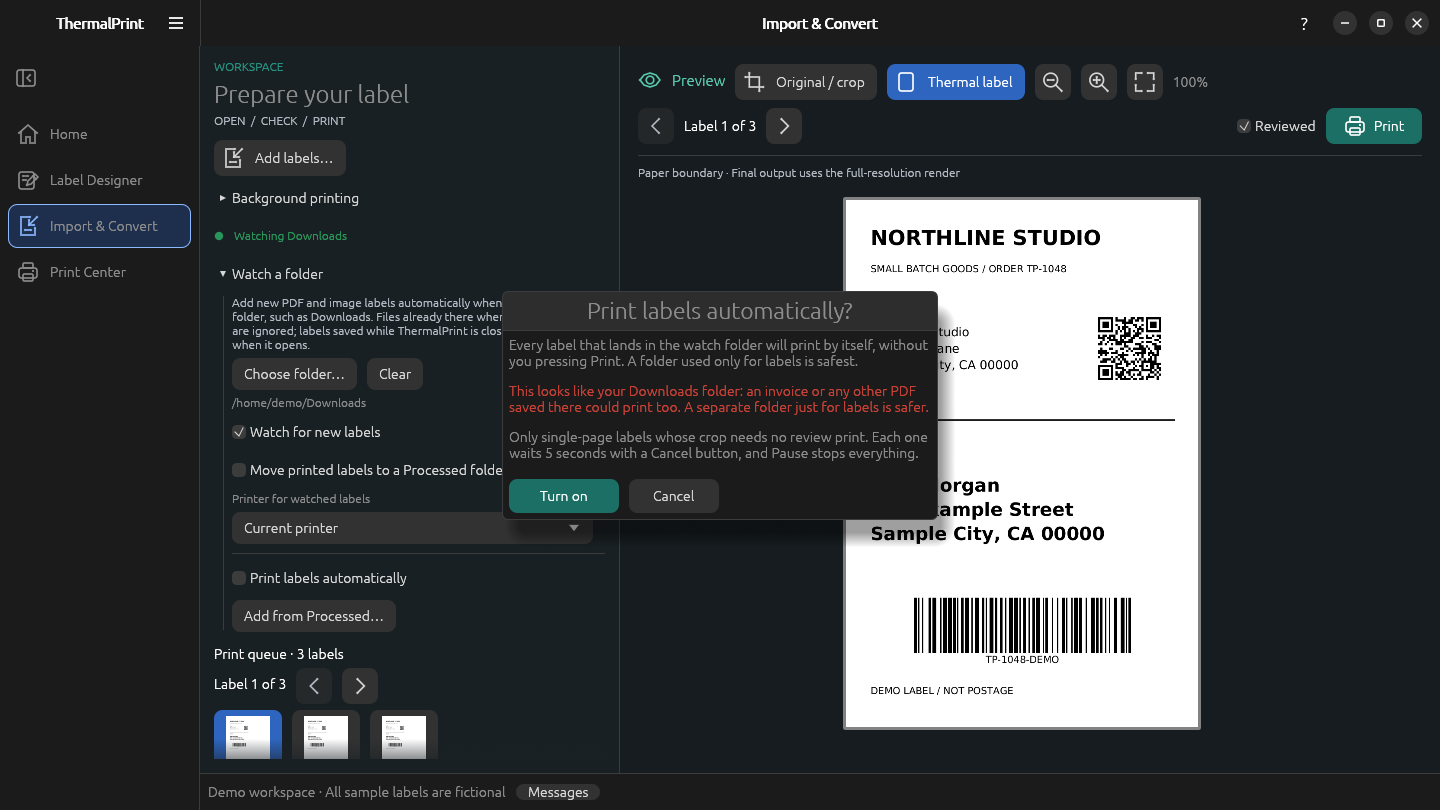 ThermalPrint
Import & Convert
?
Home
Label Designer
Import & Convert
Print Center
WORKSPACE
Prepare your label
OPEN / CHECK / PRINT
Add labels...
Background printing
Watching Downloads
Watch a folder
Add new PDF and image labels automatically when
folder, such as Downloads. Files already there when
are ignored; labels saved while ThermalPrint is
when it opens.
Choose folder...
Clear
/home/demo/Downloads
Watch for new labels
Move printed labels to a Processed
Printer for watched labels
Current printer
Print labels automatically
Add from Processed...
Print queue · 3 labels
Label 1 of 3
Preview
Original / crop
Thermal label
100%
Label 1 of 3
Reviewed
Print
Paper boundary · Final output uses the full-resolution render
NORTHLINE STUDIO
SMALL BATCH GOODS / ORDER TP-1048
CA 00000
Street
Sample City, CA 00000
TP-1048-DEMO
DEMO LABEL / NOT POSTAGE
Print labels automatically?
Every label that lands in the watch folder will print by itself, without
you pressing Print. A folder used only for labels is safest.
This looks like your Downloads folder: an invoice or any other PDF
saved there could print too. A separate folder just for labels is safer.
Only single-page labels whose crop needs no review print. Each one
waits 5 seconds with a Cancel button, and Pause stops everything.
Turn on
Cancel
Demo workspace · All sample labels are fictional
Messages